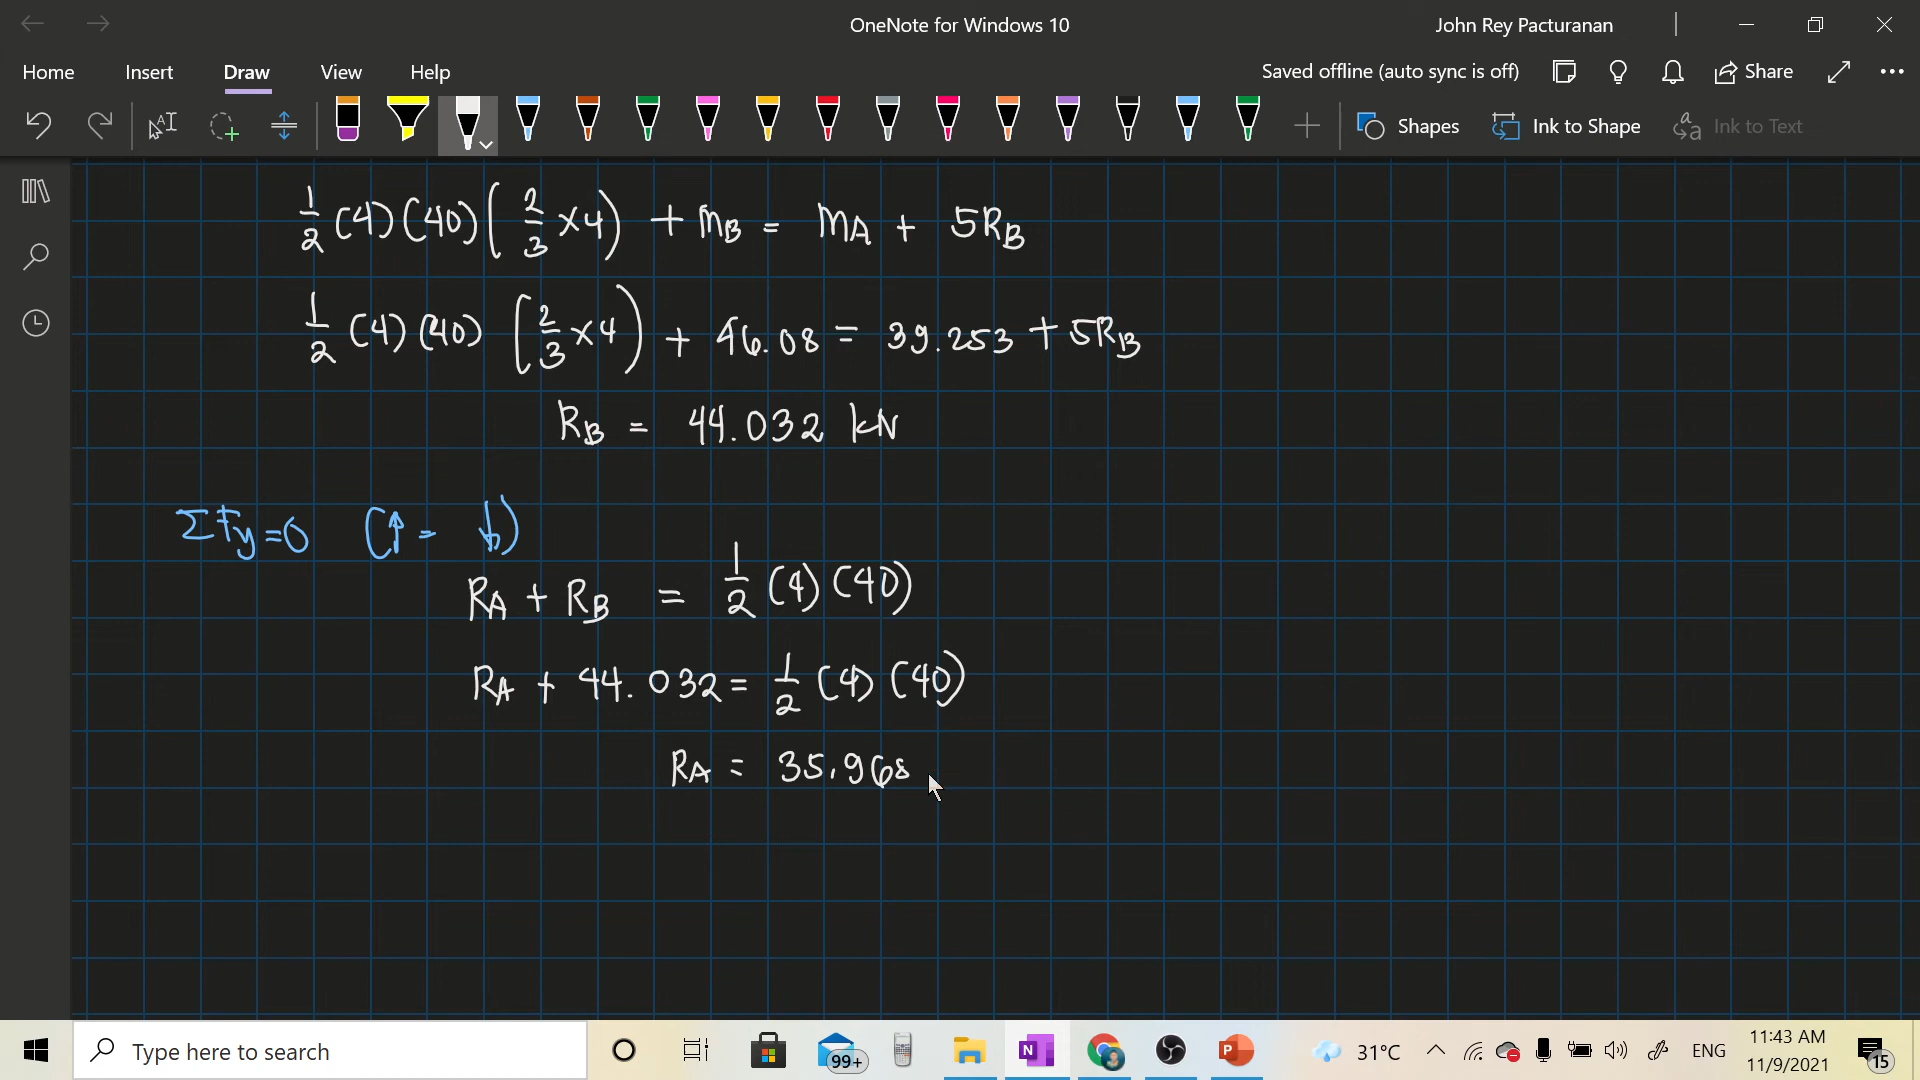 OneNote for Windows 10
John Rey Pacturanan
Home Insert Draw View Help
Saved offline (auto sync is off) Share
Shapes Ink to Shape Ink to Text
1/2 (4)(40)(2/3 × 4) + MB = MA + 5RB
1/2 (4)(40)(2/3 × 4) + 46.08 = 39.253 + 5RB
RB = 44.032 kN
ΣFy=0 (↑ = ↓)
RA + RB = 1/2 (4)(40)
RA + 44.032 = 1/2 (4)(40)
RA = 35.968
Type here to search
99+
N
P
31°C
ENG
11:43 AM
11/9/2021
15